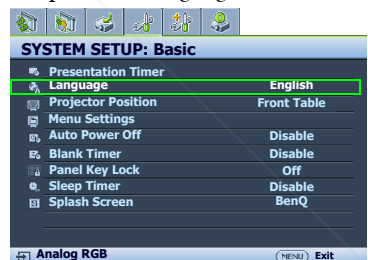 SYSTEM SETUP: Basic
Presentation Timer
Language English
Projector Position Front Table
Menu Settings
Auto Power Off Disable
Blank Timer Disable
Panel Key Lock Off
Sleep Timer Disable
Splash Screen BenQ
Analog RGB MENU Exit